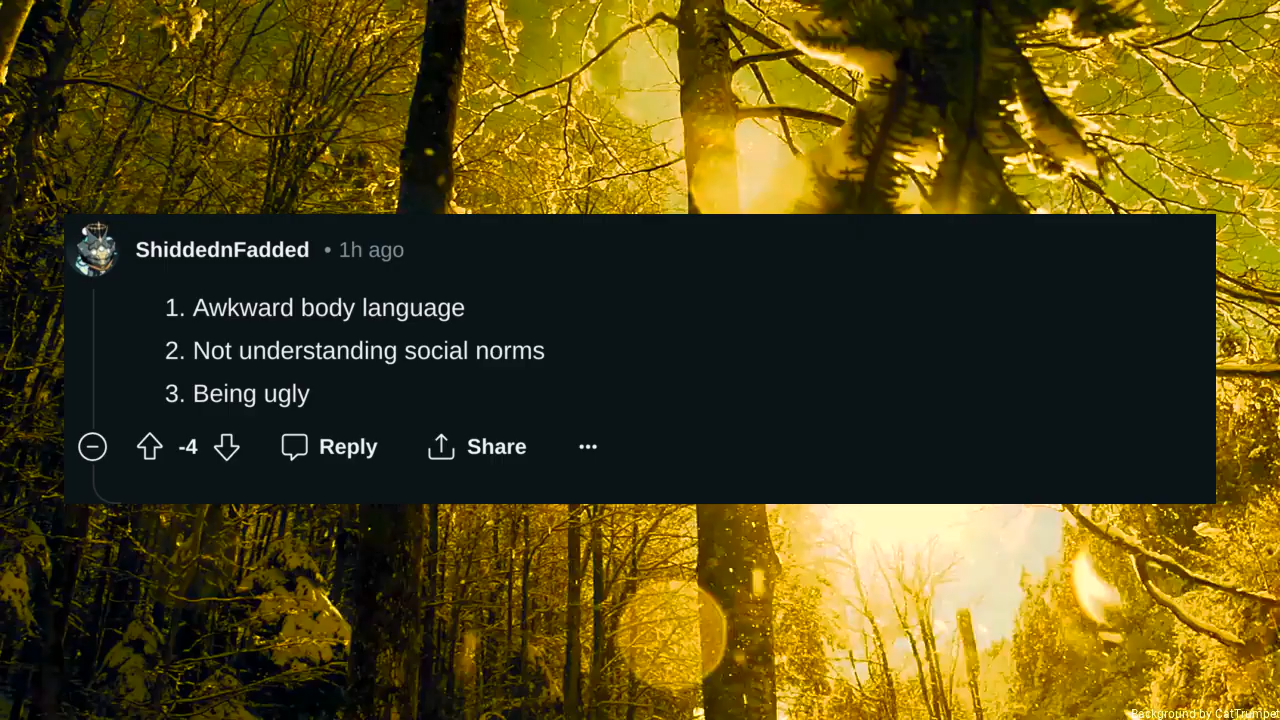 ShiddednFadded • 1h ago
1. Awkward body language
2. Not understanding social norms
3. Being ugly
-4 Reply Share
Background by CatTrumpet